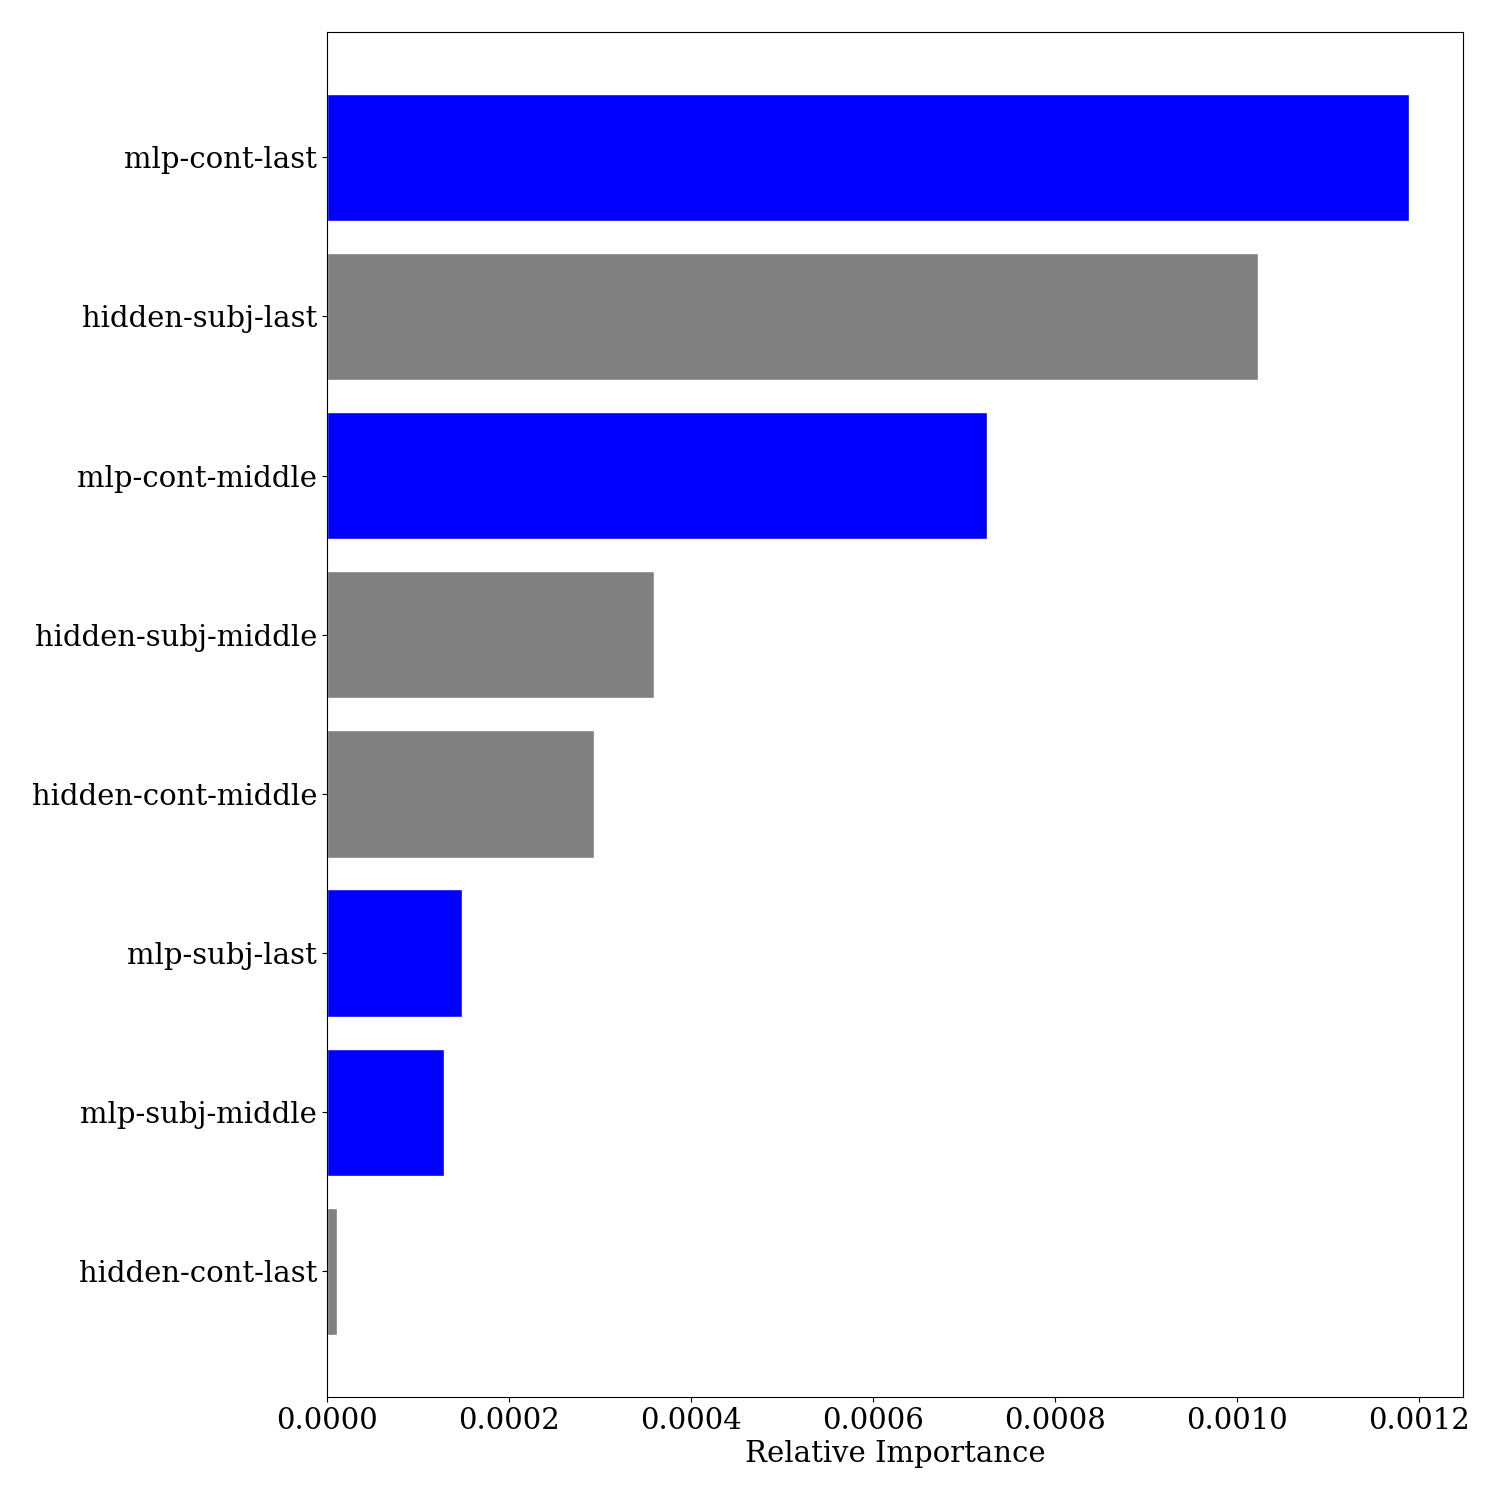 mlp-cont-last
hidden-subj-last
mlp-cont-middle
hidden-subj-middle
hidden-cont-middle
mlp-subj-last
mlp-subj-middle
hidden-cont-last
0.0000 0.0002 0.0004 0.0006 0.0008 0.0010 0.0012
Relative Importance